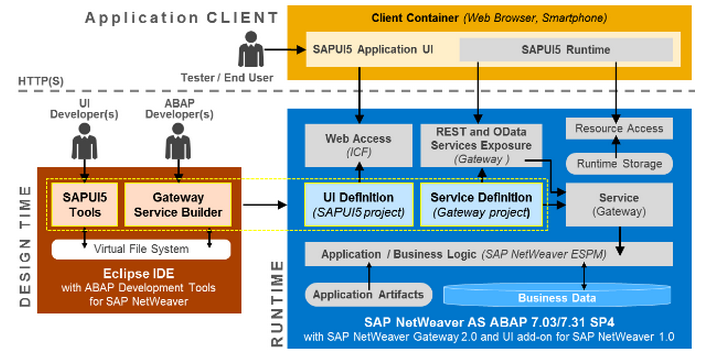 Application CLIENT
Client Container (Web Browser, Smartphone)
SAPUI5 Application UI
SAPUI5 Runtime
Tester / End User
HTTP(S)
UI
Developer(s)
ABAP
Developer(s)
Web Access
(ICF)
REST and OData
Services Exposure
(Gateway )
Resource Access
Runtime Storage
DESIGN TIME
SAPUI5
Tools
Gateway
Service Builder
UI Definition
(SAPUI5 project)
Service Definition
(Gateway project)
Service
(Gateway)
Virtual File System
Eclipse IDE
with ABAP Development Tools
for SAP NetWeaver
RUNTIME
Application / Business Logic (SAP NetWeaver ESPM)
Application Artifacts
Business Data
SAP NetWeaver AS ABAP 7.03/7.31 SP4
with SAP NetWeaver Gateway 2.0 and UI add-on for SAP NetWeaver 1.0